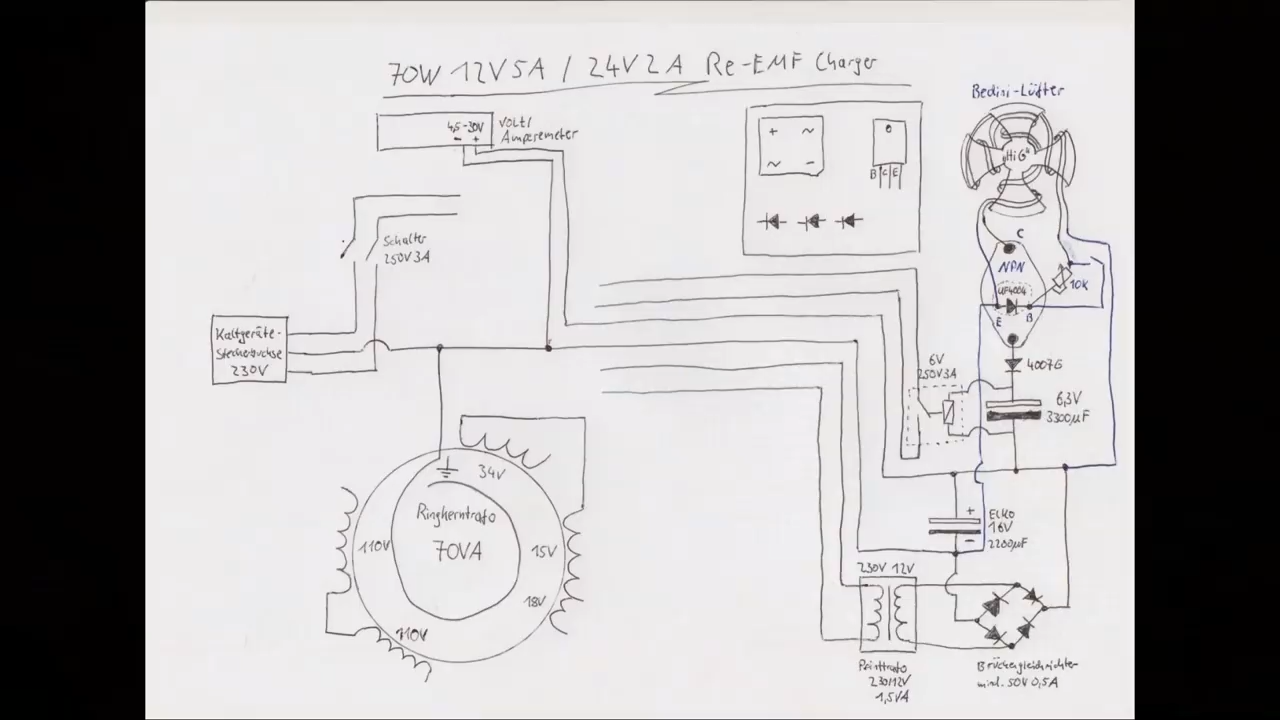 70W 12V5A / 24V2A Re-EMF Charger
4,5-30V
- +
Volt/
Amperemeter
Schalter
250V3A
Kaltgeräte-
Steckerbuchse
230V
+ ~
~ -
B C E
Bedini-Lüfter
C
NPN
UF4004
E B
10K
4007G
6V
250V3A
6,3V
3300µF
+
ELKO
16V
-
2200µF
34V
Ringkerntrafo
70VA
110V
15V
18V
110V
230V 12V
Printtrafo
230/12V
1,5VA
Brückengleichrichter
mind. 50V 0,5A